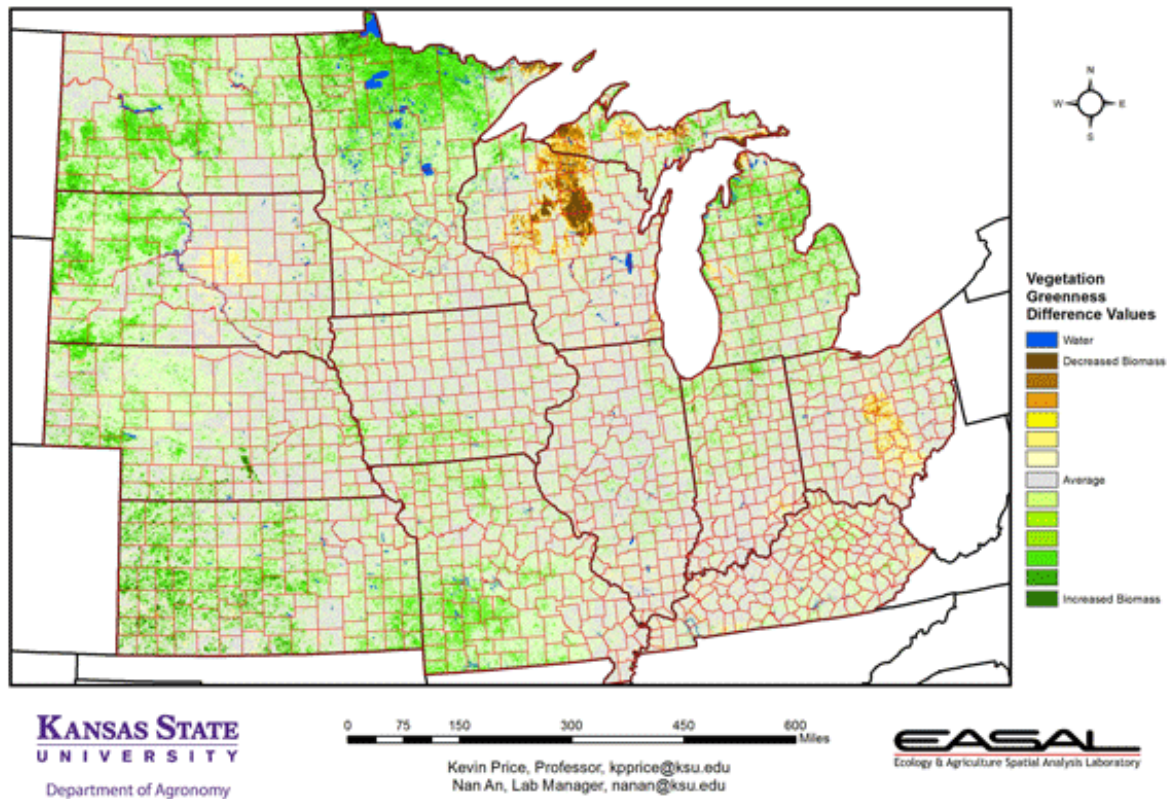 N
W E
S
Vegetation
Greenness
Difference Values
Water
Decreased Biomass
Average
Increased Biomass
KANSAS STATE
UNIVERSITY
Department of Agronomy
0 75 150 300 450 600
Miles
Kevin Price, Professor, kpprice@ksu.edu
Nan An, Lab Manager, nanan@ksu.edu
EASAL
Ecology & Agriculture Spatial Analysis Laboratory